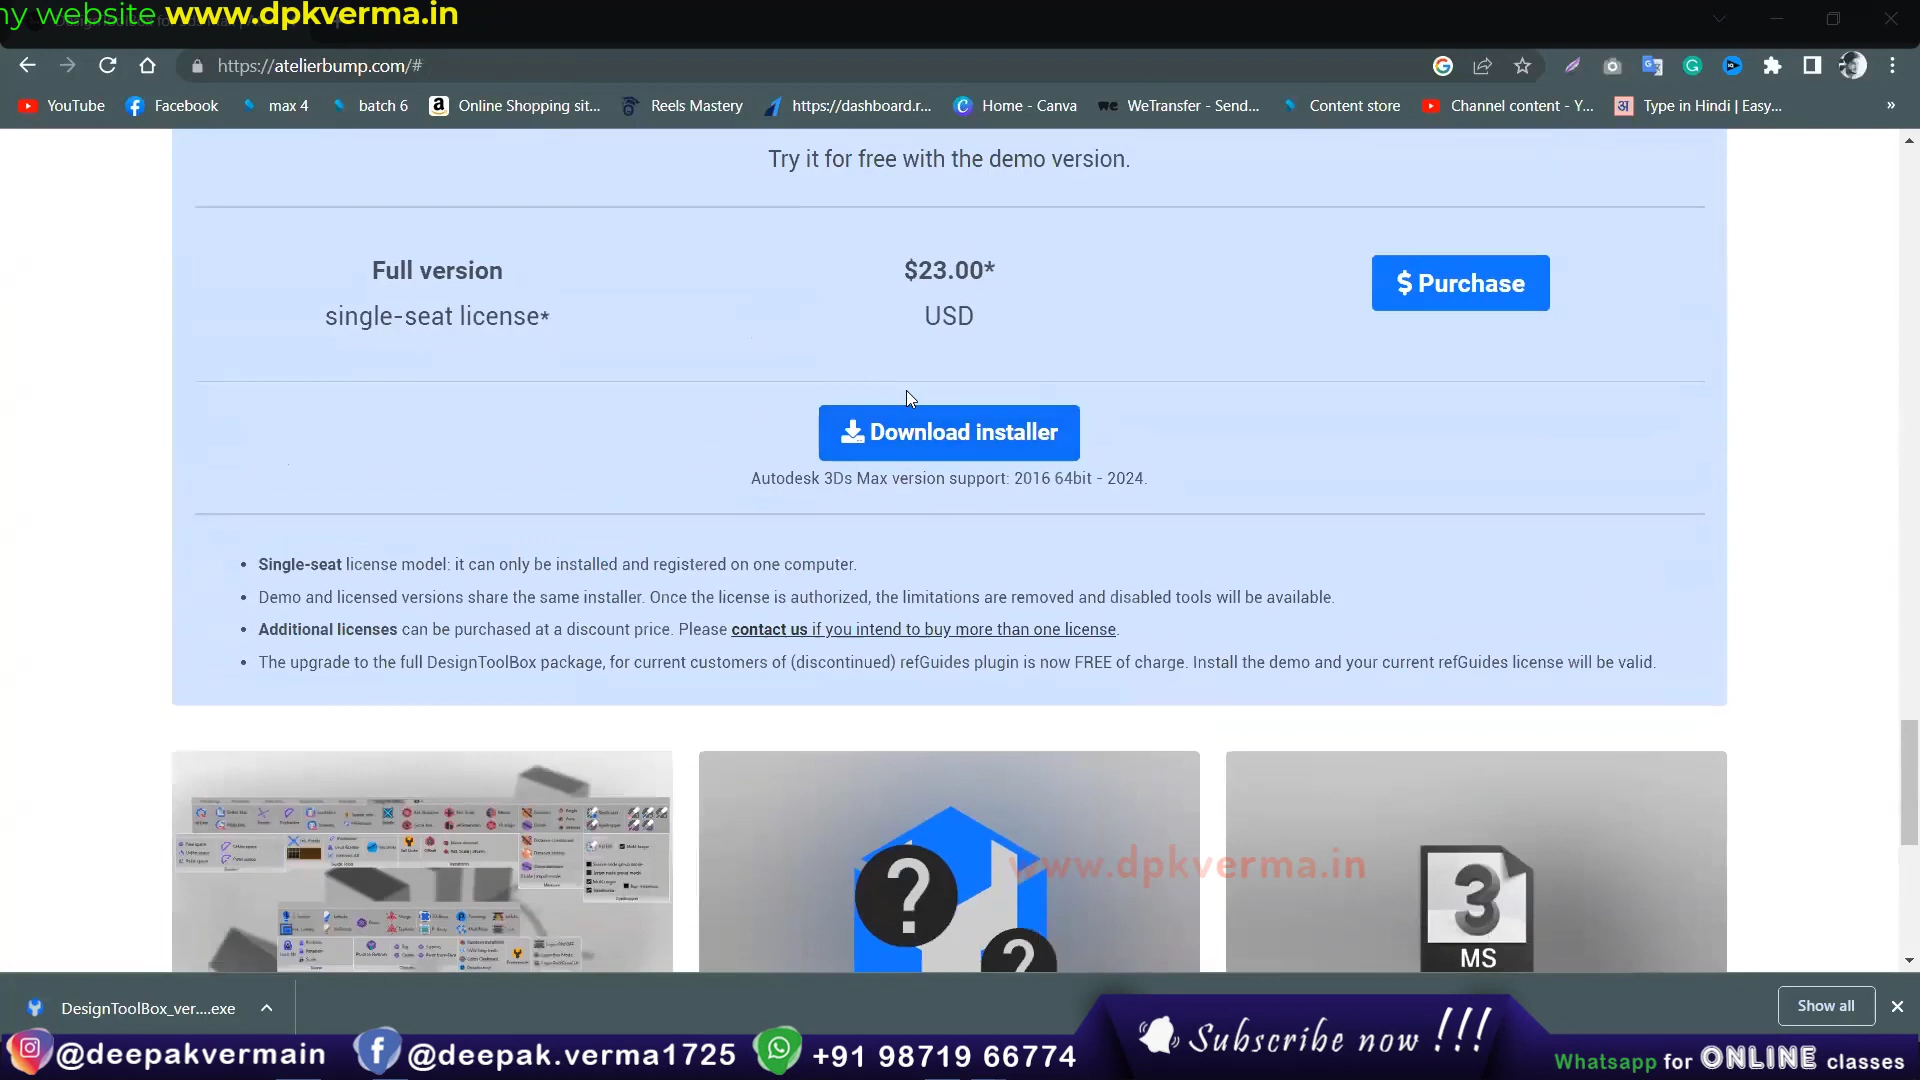 ny website www.dpkverma.in
https://atelierbump.com/#
YouTube Facebook max 4 batch 6 Online Shopping sit... Reels Mastery https://dashboard.r... Home - Canva WeTransfer - Send... Content store Channel content - Y... Type in Hindi | Easy... »
Try it for free with the demo version.
Full version $23.00* $ Purchase
single-seat license* USD
Download installer
Autodesk 3Ds Max version support: 2016 64bit - 2024.
• Single-seat license model: it can only be installed and registered on one computer.
• Demo and licensed versions share the same installer. Once the license is authorized, the limitations are removed and disabled tools will be available.
• Additional licenses can be purchased at a discount price. Please contact us if you intend to buy more than one license.
• The upgrade to the full DesignToolBox package, for current customers of (discontinued) refGuides plugin is now FREE of charge. Install the demo and your current refGuides license will be valid.
www.dpkverma.in
? ? 3
MS
DesignToolBox_ver....exe Show all
@deepakvermain @deepak.verma1725 +91 98719 66774 Subscribe now !!!
Whatsapp for ONLINE classes